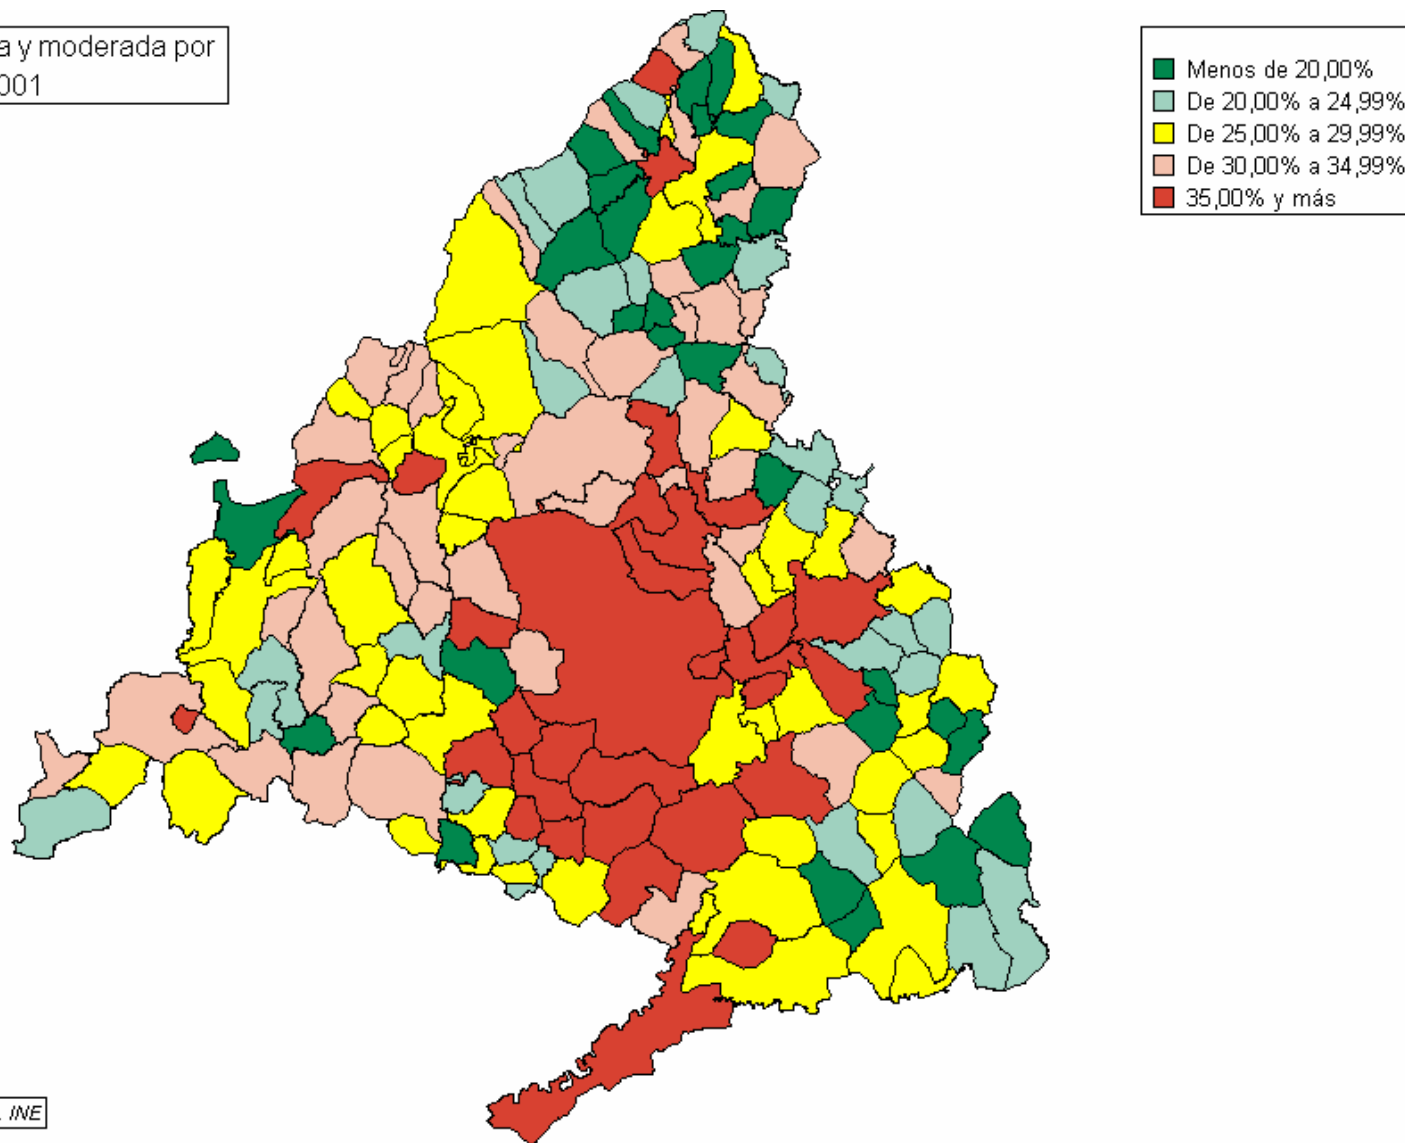 a y moderada por
001
Menos de 20,00%
De 20,00% a 24,99%
De 25,00% a 29,99%
De 30,00% a 34,99%
35,00% y más
. INE